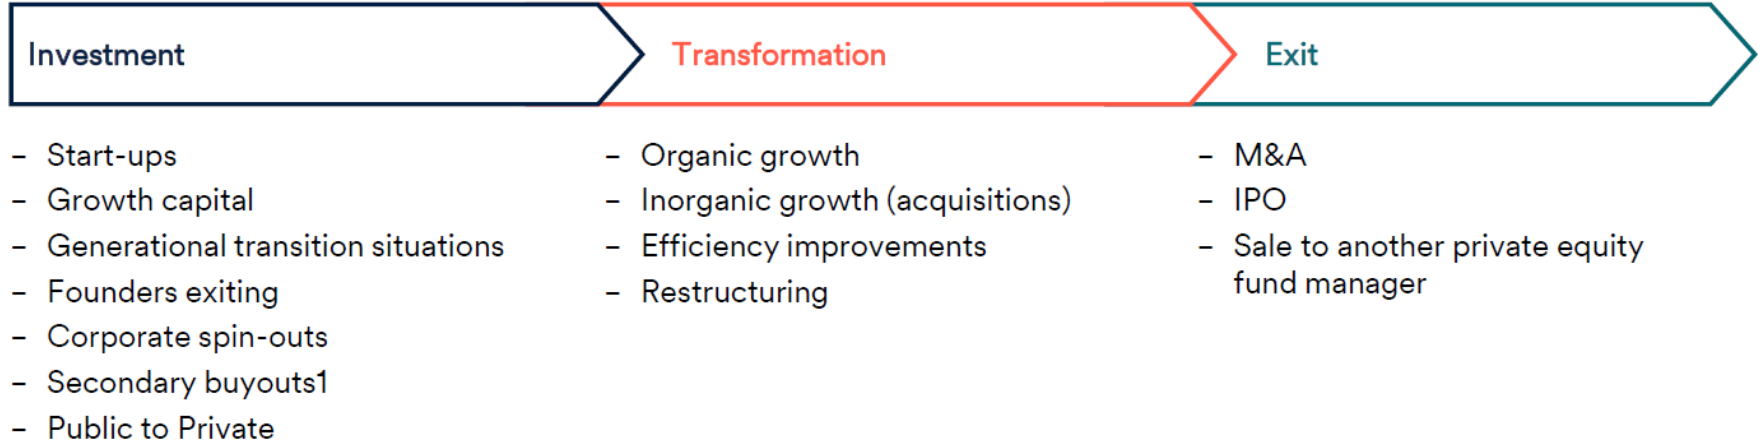 Investment
– Start-ups
– Growth capital
– Generational transition situations
– Founders exiting
– Corporate spin-outs
– Secondary buyouts1
– Public to Private
Transformation
– Organic growth
– Inorganic growth (acquisitions)
– Efficiency improvements
– Restructuring
Exit
– M&A
– IPO
– Sale to another private equity
fund manager